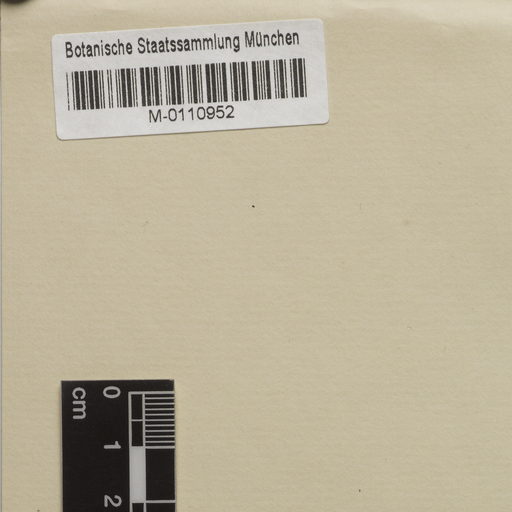 Botanische Staatssammlung München
M-0110952
cm
0
1
2